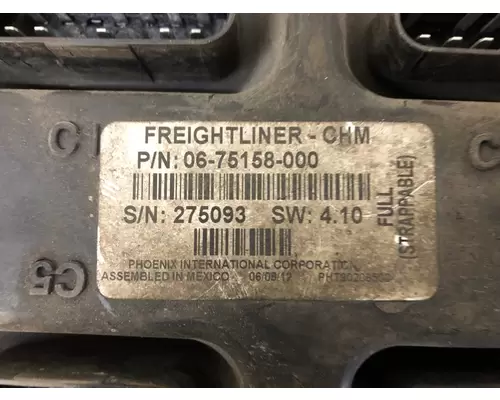 FREIGHTLINER - CHM
P/N: 06-75158-000
S/N: 275093 SW: 4.10
FULL
(STRAPPABLE)
PHOENIX INTERNATIONAL CORPORATION
ASSEMBLED IN MEXICO 06/08/12
C5